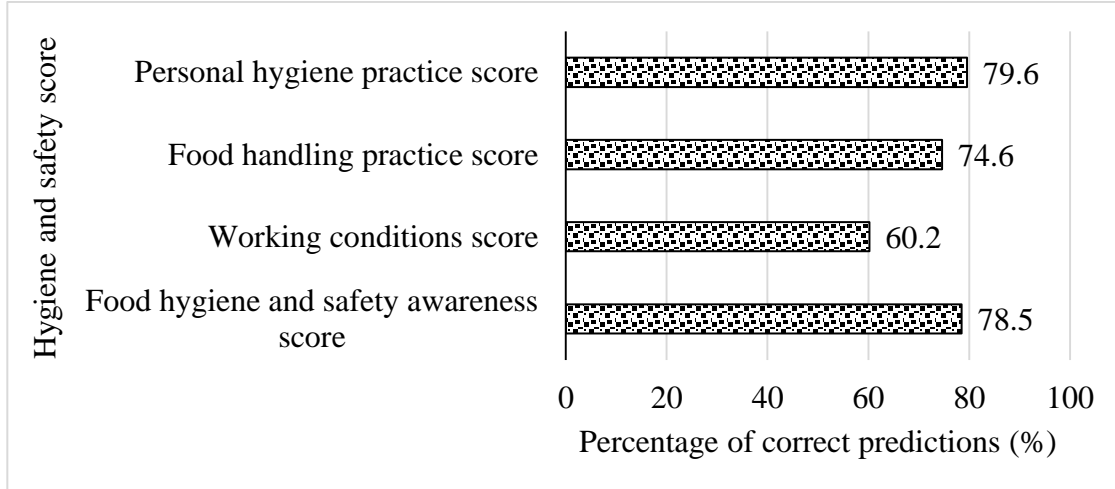 Hygiene and safety score
Personal hygiene practice score
79.6
Food handling practice score
74.6
Working conditions score
60.2
Food hygiene and safety awareness
score
78.5
0 20 40 60 80 100
Percentage of correct predictions (%)